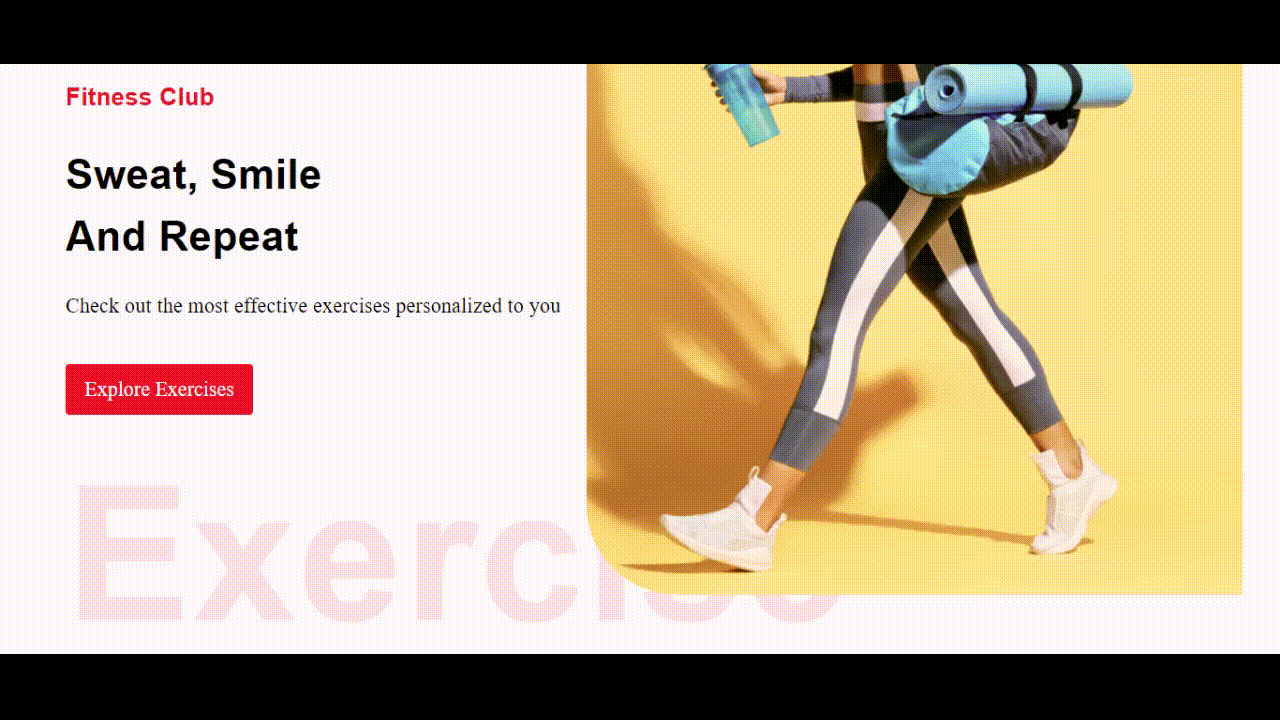 Fitness Club
Sweat, Smile
And Repeat
Check out the most effective exercises personalized to you
Explore Exercises
Exercise